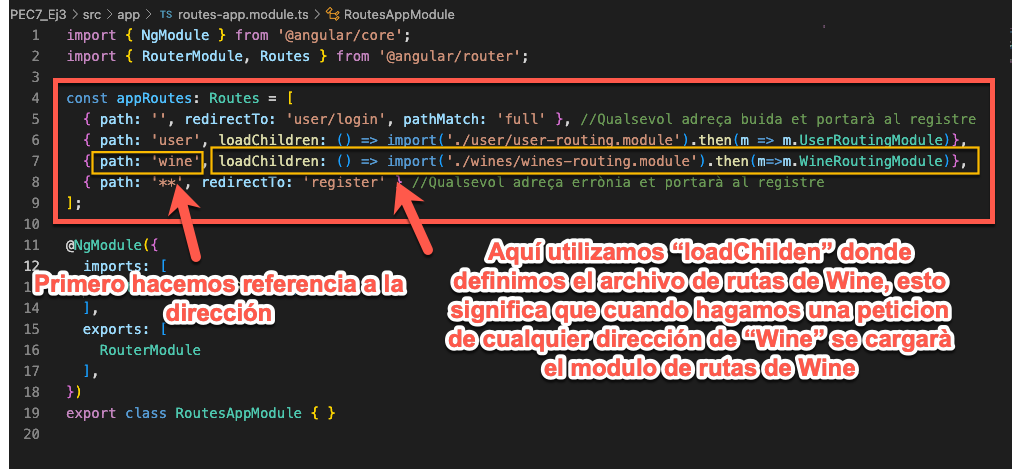 PEC7_Ej3 > src > app > TS routes-app.module.ts > RoutesAppModule
1 import { NgModule } from '@angular/core';
2 import { RouterModule, Routes } from '@angular/router';
3
4 const appRoutes: Routes = [
5 { path: '', redirectTo: 'user/login', pathMatch: 'full' }, //Qualsevol adreça buida et portarà al registre
6 { path: 'user', loadChildren: () => import('./user/user-routing.module').then(m => m.UserRoutingModule)},
7 { path: 'wine', loadChildren: () => import('./wines/wines-routing.module').then(m=>m.WineRoutingModule)},
8 { path: '**', redirectTo: 'register' } //Qualsevol adreça errònia et portarà al registre
9 ];
10
11 @NgModule({
12 imports: [
14 ],
15 exports: [
16 RouterModule
17 ],
18 })
19 export class RoutesAppModule { }
20
Primero hacemos referencia a la
dirección
Aquí utilizamos “loadChilden” donde
definimos el archivo de rutas de Wine, esto
significa que cuando hagamos una peticion
de cualquier dirección de “Wine” se cargarà
el modulo de rutas de Wine